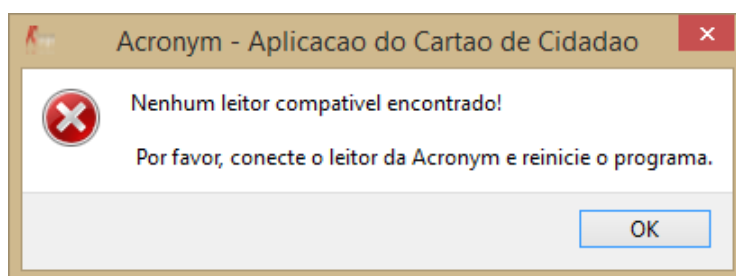 Acronym - Aplicacao do Cartao de Cidadao
Nenhum leitor compativel encontrado!
Por favor, conecte o leitor da Acronym e reinicie o programa.
OK